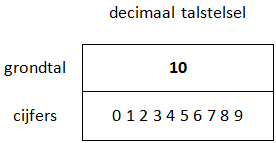 decimaal talstelsel
grondtal 10
cijfers 0 1 2 3 4 5 6 7 8 9